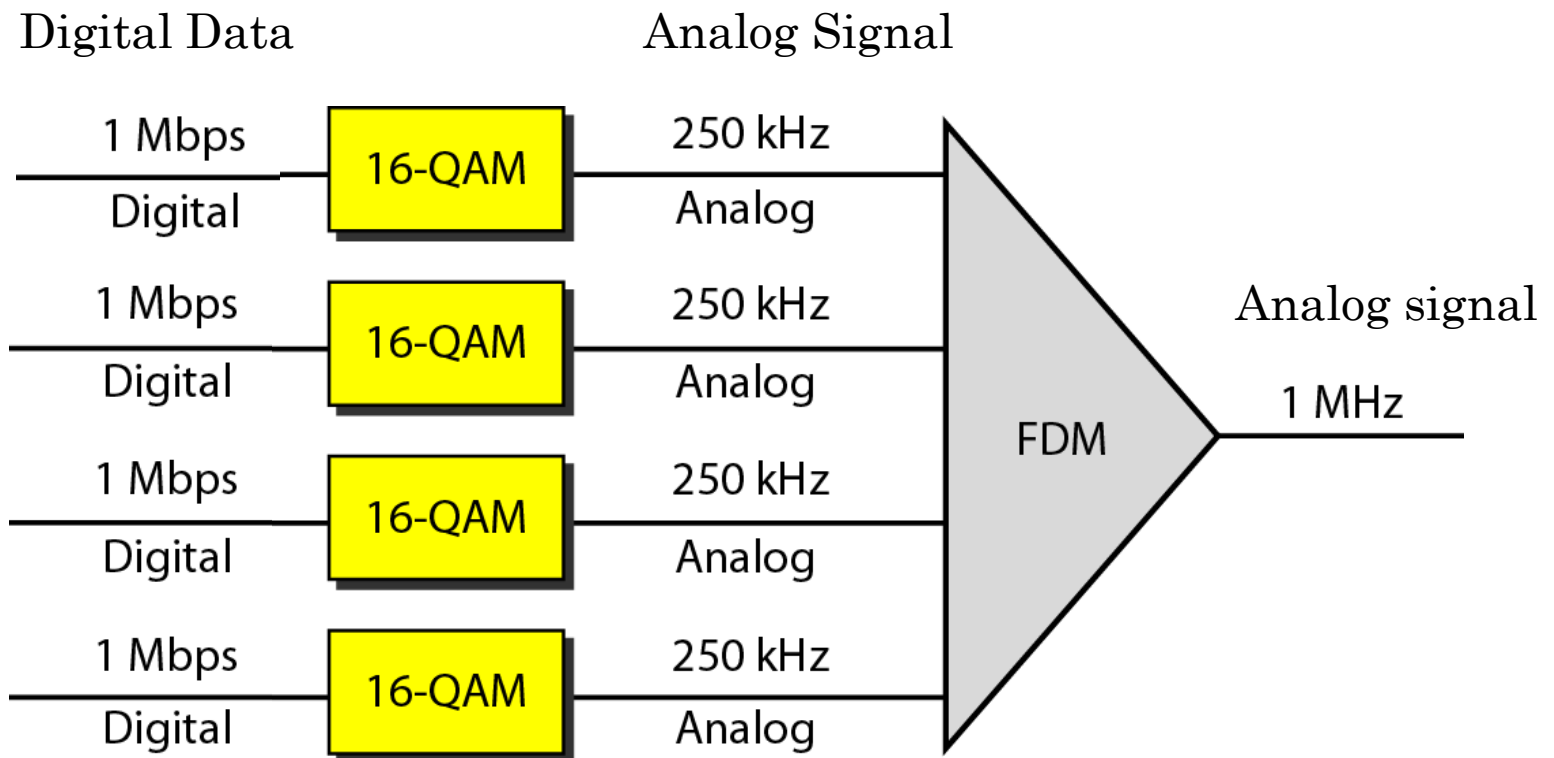 Digital Data
Analog Signal
1 Mbps
Digital
16-QAM
250 kHz
Analog
1 Mbps
Digital
16-QAM
250 kHz
Analog
1 Mbps
Digital
16-QAM
250 kHz
Analog
1 Mbps
Digital
16-QAM
250 kHz
Analog
FDM
Analog signal
1 MHz